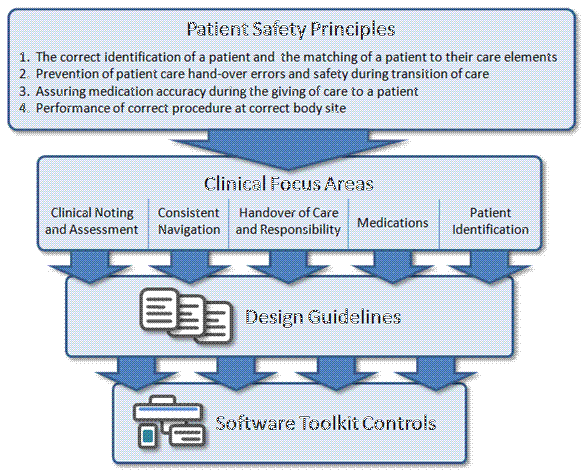 Patient Safety Principles
1. The correct identification of a patient and the matching of a patient to their care elements
2. Prevention of patient care hand-over errors and safety during transition of care
3. Assuring medication accuracy during the giving of care to a patient
4. Performance of correct procedure at correct body site
Clinical Focus Areas
Clinical Noting
and Assessment
Consistent
Navigation
Handover of Care
and Responsibility
Medications
Patient
Identification
Design Guidelines
Software Toolkit Controls